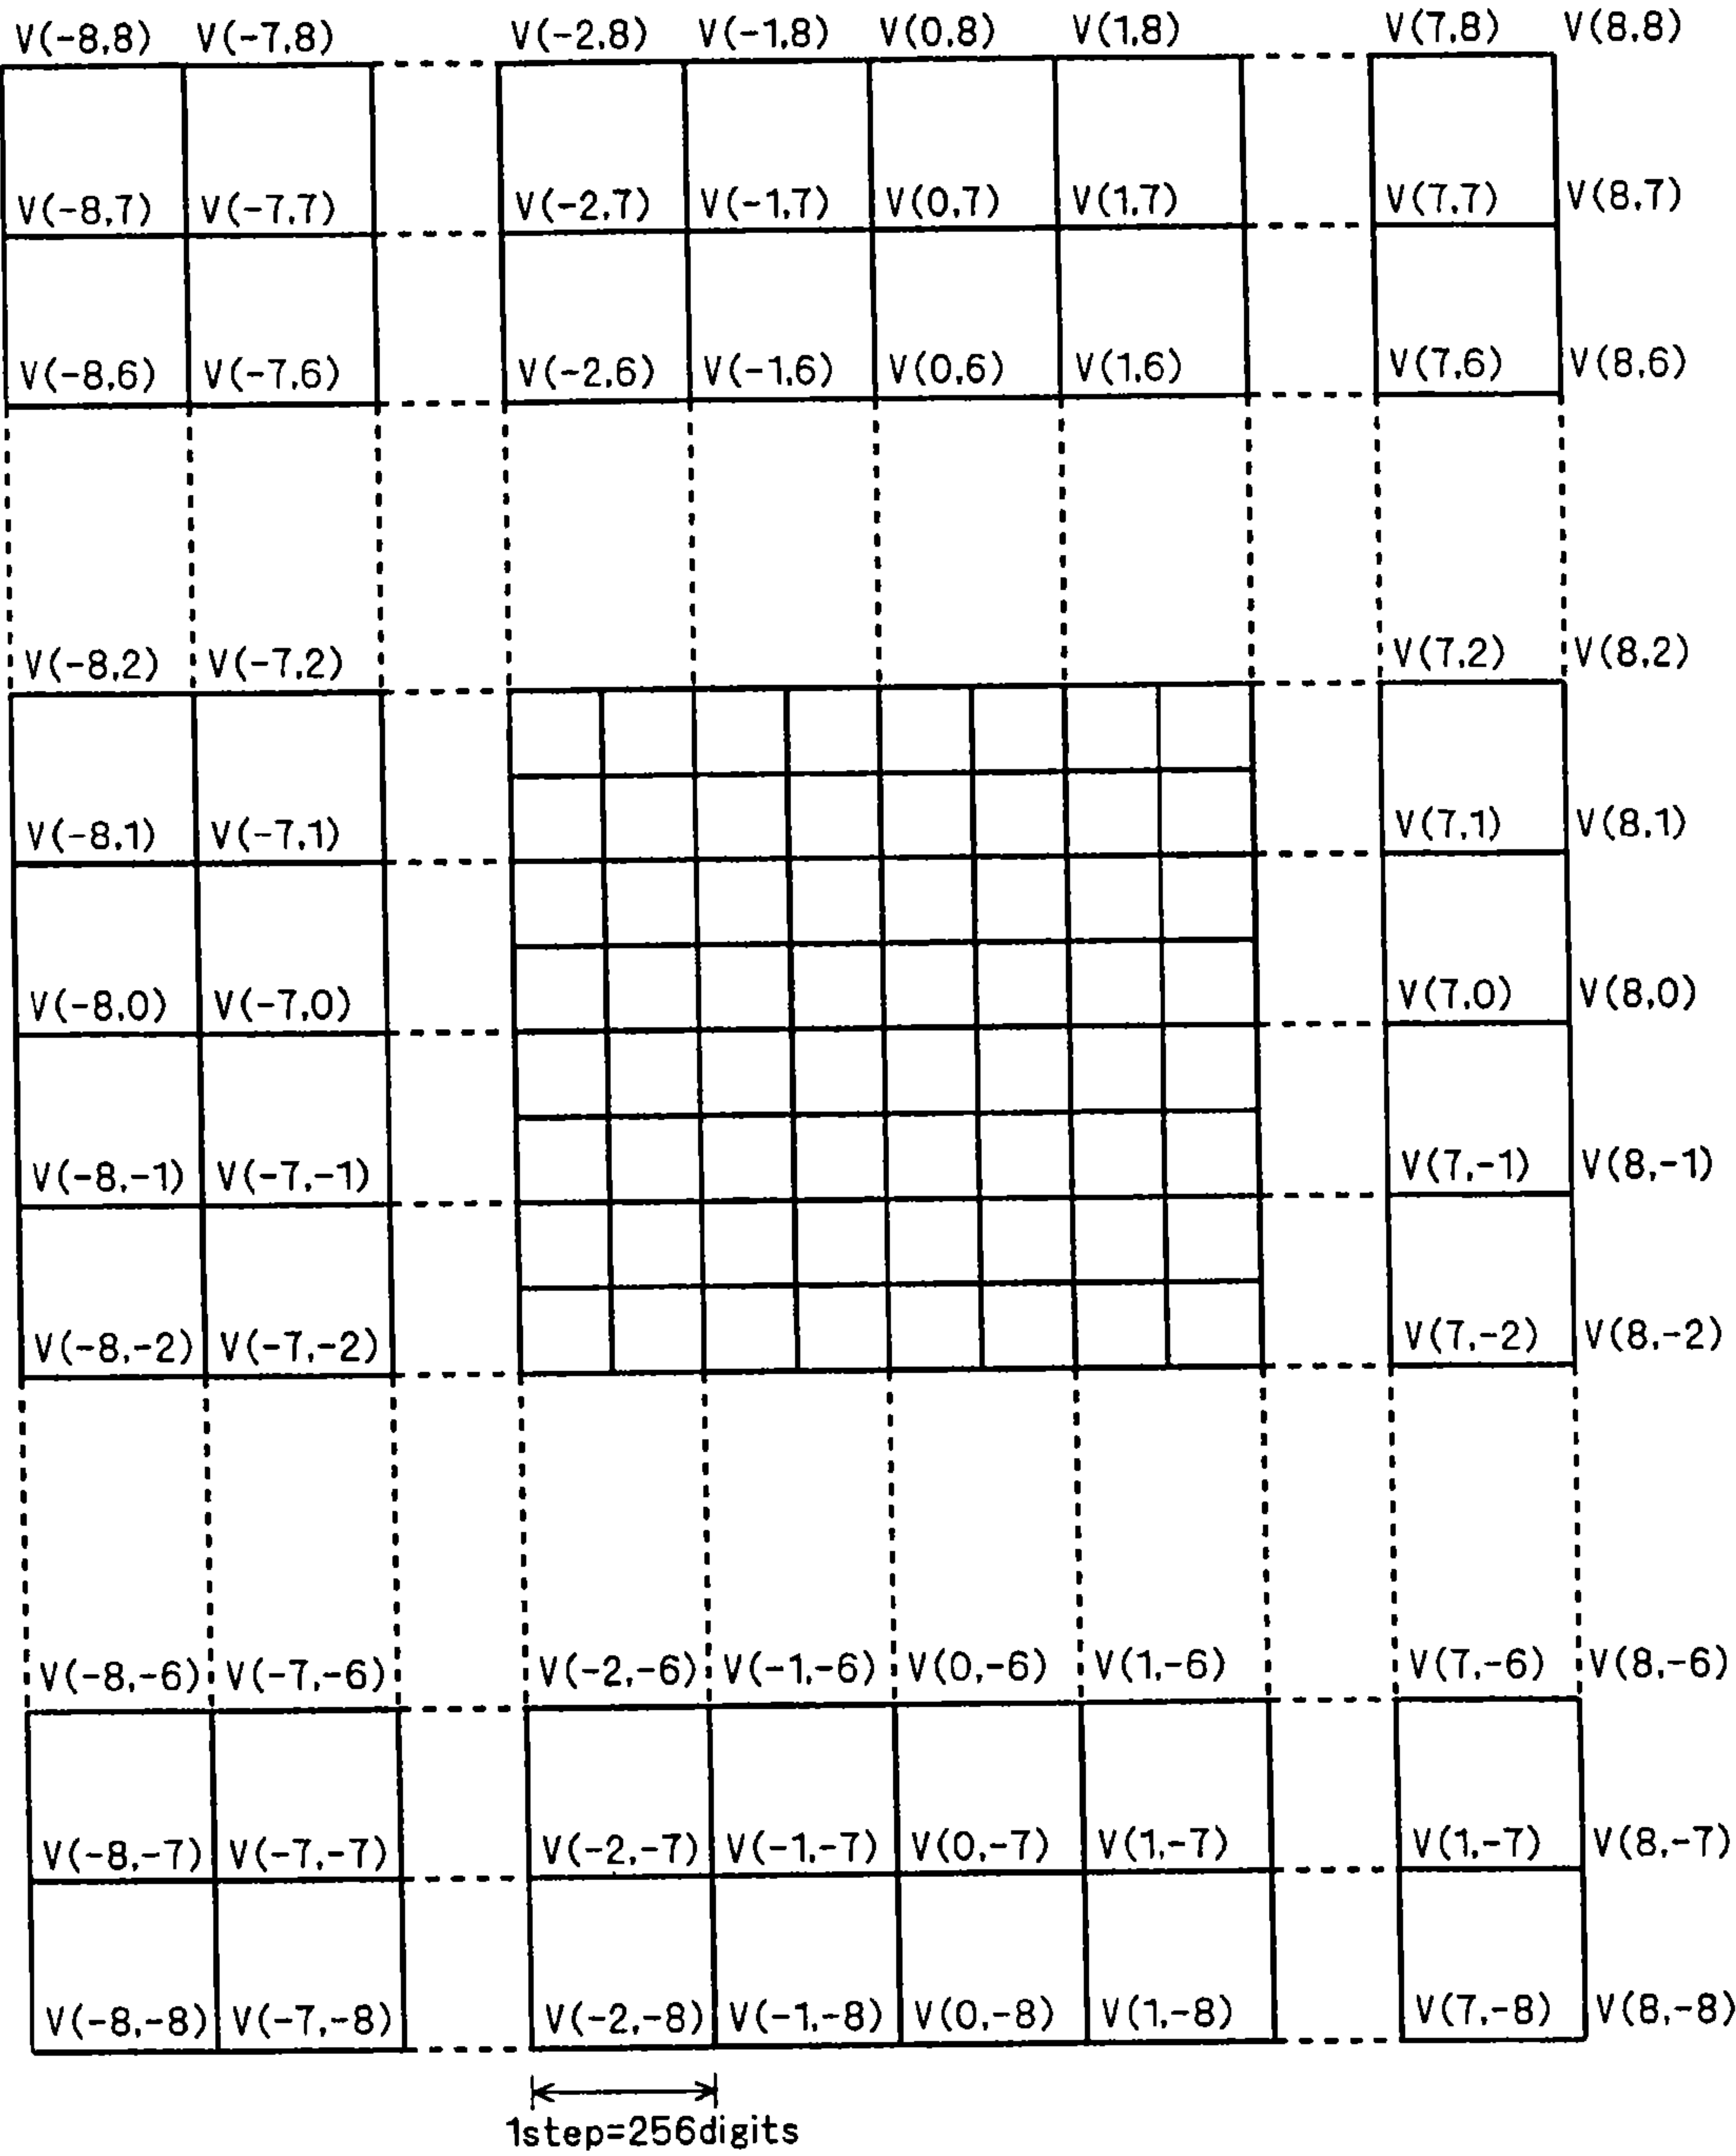 V(-8,8) V(-7,8) V(-2,8) V(-1,8) V(0,8) V(1,8) V(7,8) V(8,8)
V(-8,7) V(-7,7) V(-2,7) V(-1,7) V(0,7) V(1,7) V(7,7) V(8,7)
V(-8,6) V(-7,6) V(-2,6) V(-1,6) V(0,6) V(1,6) V(7,6) V(8,6)
V(-8,2) V(-7,2) V(7,2) V(8,2)
V(-8,1) V(-7,1) V(7,1) V(8,1)
V(-8,0) V(-7,0) V(7,0) V(8,0)
V(-8,-1) V(-7,-1) V(7,-1) V(8,-1)
V(-8,-2) V(-7,-2) V(7,-2) V(8,-2)
V(-8,-6) V(-7,-6) V(-2,-6) V(-1,-6) V(0,-6) V(1,-6) V(7,-6) V(8,-6)
V(-8,-7) V(-7,-7) V(-2,-7) V(-1,-7) V(0,-7) V(1,-7) V(1,-7) V(8,-7)
V(-8,-8) V(-7,-8) V(-2,-8) V(-1,-8) V(0,-8) V(1,-8) V(7,-8) V(8,-8)
1step=256digits